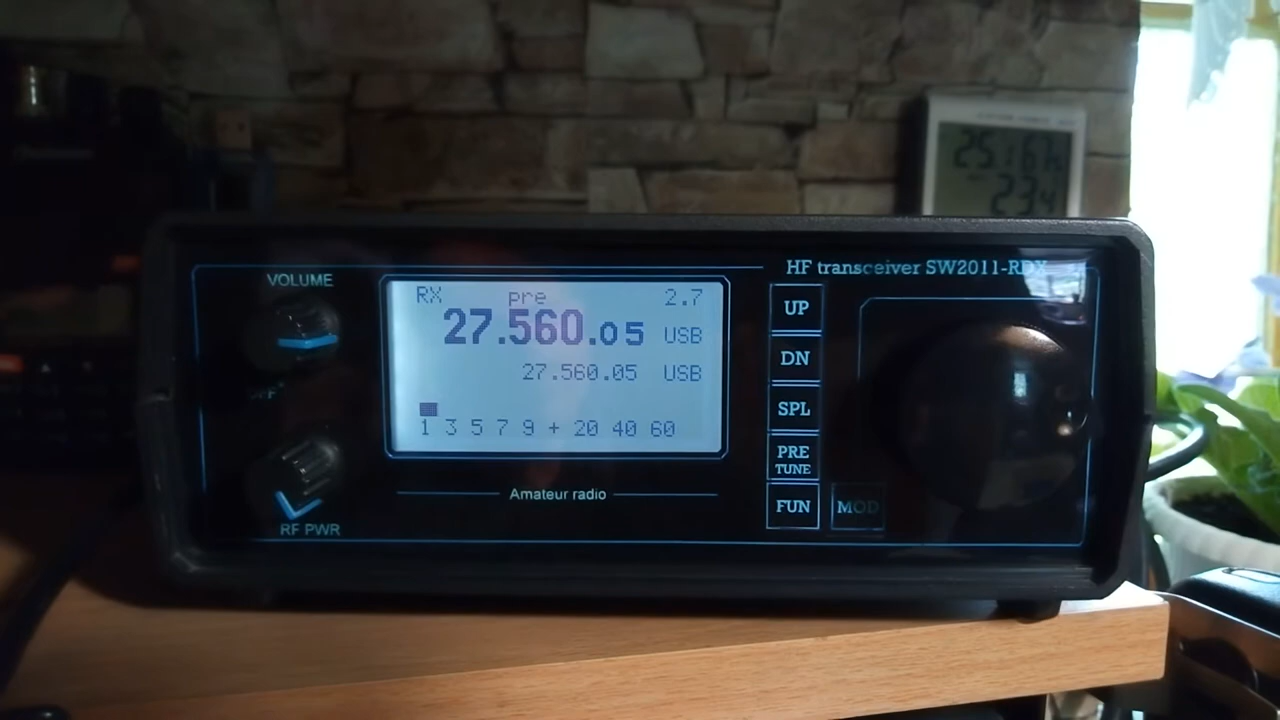 HF transceiver SW2011-RDX
VOLUME
RX pre 2.7
27.560.05 USB
27.560.05 USB
1 3 5 7 9 + 20 40 60
Amateur radio
RF PWR
UP
DN
SPL
PRE
TUNE
FUN
MOD